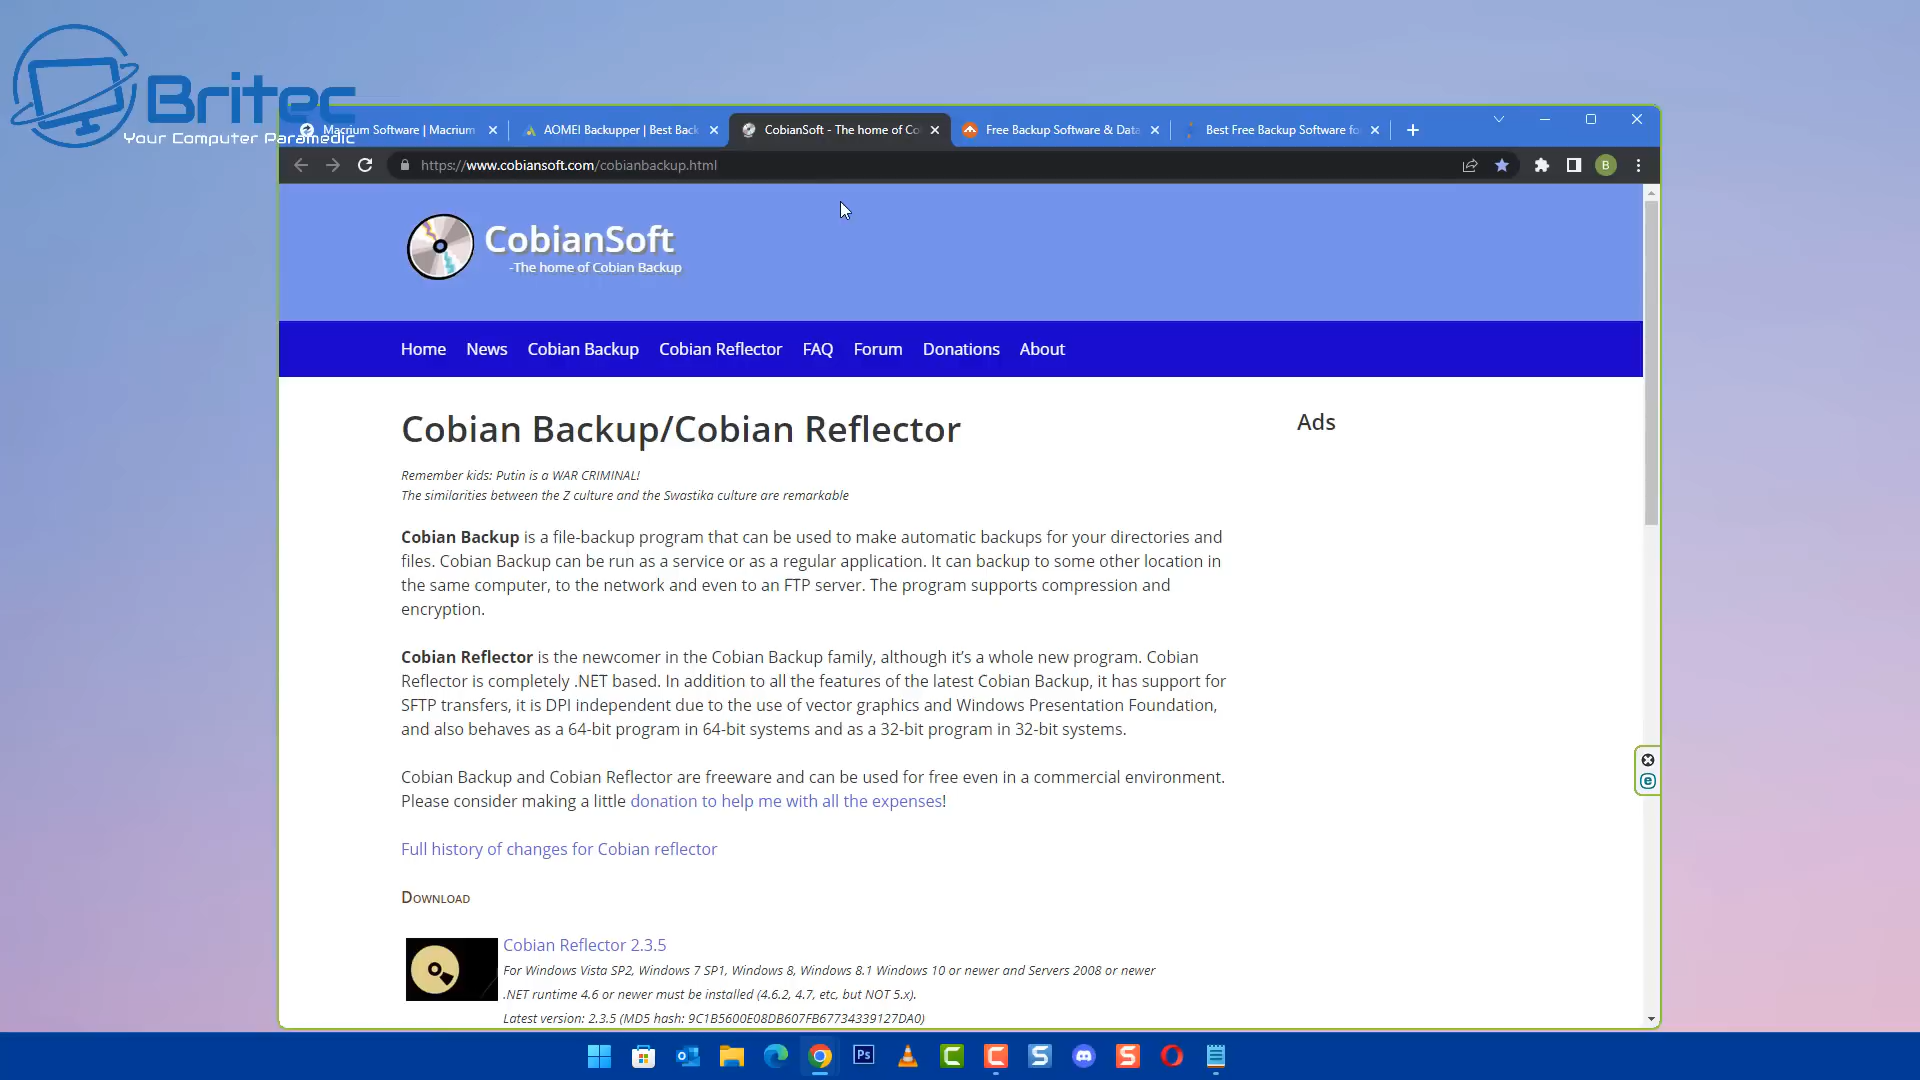 Britec
Your Computer Paramedic
Macrium Software | Macrium
AOMEI Backupper | Best Back
CobianSoft - The home of Co
Free Backup Software & Data
Best Free Backup Software fo
https://www.cobiansoft.com/cobianbackup.html
B
CobianSoft
-The home of Cobian Backup
Home News Cobian Backup Cobian Reflector FAQ Forum Donations About
Cobian Backup/Cobian Reflector
Ads
Remember kids: Putin is a WAR CRIMINAL!
The similarities between the Z culture and the Swastika culture are remarkable
Cobian Backup is a file-backup program that can be used to make automatic backups for your directories and
files. Cobian Backup can be run as a service or as a regular application. It can backup to some other location in
the same computer, to the network and even to an FTP server. The program supports compression and
encryption.
Cobian Reflector is the newcomer in the Cobian Backup family, although it's a whole new program. Cobian
Reflector is completely .NET based. In addition to all the features of the latest Cobian Backup, it has support for
SFTP transfers, it is DPI independent due to the use of vector graphics and Windows Presentation Foundation,
and also behaves as a 64-bit program in 64-bit systems and as a 32-bit program in 32-bit systems.
Cobian Backup and Cobian Reflector are freeware and can be used for free even in a commercial environment.
Please consider making a little donation to help me with all the expenses!
Full history of changes for Cobian reflector
Download
Cobian Reflector 2.3.5
For Windows Vista SP2, Windows 7 SP1, Windows 8, Windows 8.1 Windows 10 or newer and Servers 2008 or newer
.NET runtime 4.6 or newer must be installed (4.6.2, 4.7, etc, but NOT 5.x).
Latest version: 2.3.5 (MD5 hash: 9C1B5600E08DB607FB67734339127DA0)
Ps